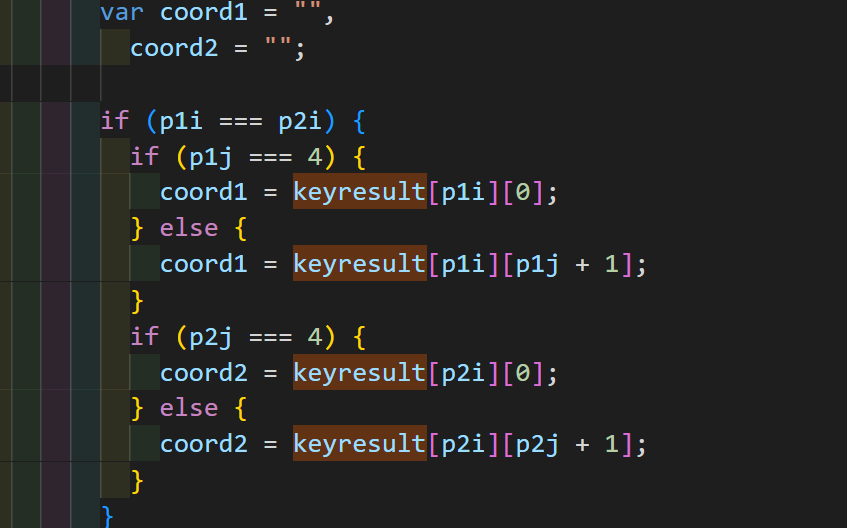 var coord1 = "",
coord2 = "";
if (p1i === p2i) {
if (p1j === 4) {
coord1 = keyresult[p1i][0];
} else {
coord1 = keyresult[p1i][p1j + 1];
}
if (p2j === 4) {
coord2 = keyresult[p2i][0];
} else {
coord2 = keyresult[p2i][p2j + 1];
}
}